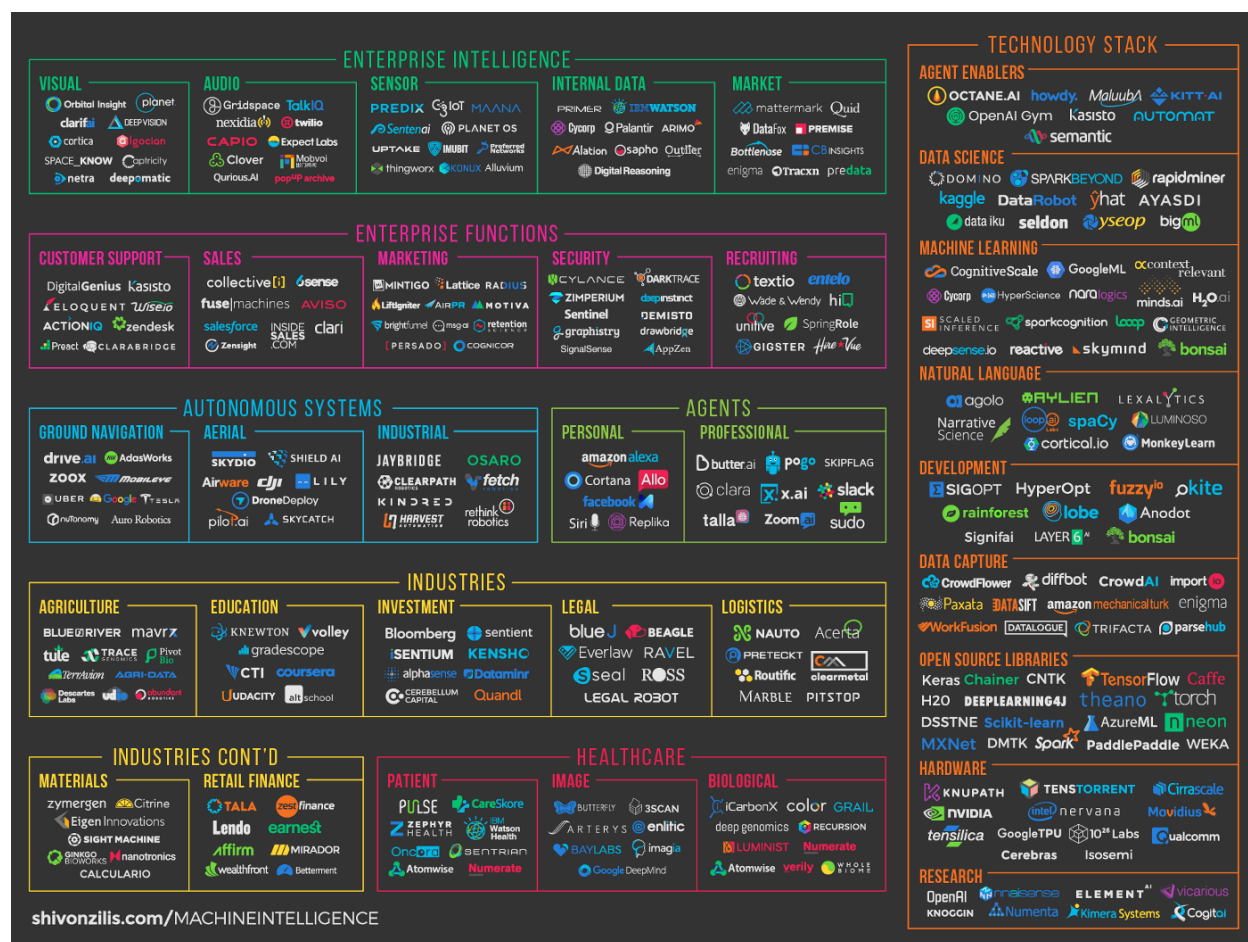 ENTERPRISE INTELLIGENCE
VISUAL
Orbital Insight planet.
clarifai DEEP VISION
cortica algocian
SPACE_KNOW Captricity
netra deepomatic
AUDIO
Gridspace TalkIQ
nexidia twilio
CAPIO Expect Labs
Clover Mobvoi
Qurious.AI popUParchive
SENSOR
PREDIX C3 IoT MAANA
Sentenai PLANET OS
UPTAKE IMUBIT Preferred Networks
thingworx KONUX Alluvium
INTERNAL DATA
PRIMER IBM WATSON
Cycorp Palantir ARIMO
Alation sapho Outlier
Digital Reasoning
MARKET
mattermark Quid
DataFox PREMISE
Bottlenose CBINSIGHTS
enigma Tracxn predata
ENTERPRISE FUNCTIONS
CUSTOMER SUPPORT
DigitalGenius Kasisto
ELOQUENT Wise.io
ACTIONIQ zendesk
Preact CLARABRIDGE
SALES
collective[i] 6sense
fuse|machines AVISO
salesforce INSIDE SALES .COM clari
Zensight
MARKETING
MINTIGO Lattice RADIUS
LiftIgniter AIRPR MOTIVA
brightfunnel msg·ai retention SCIENCE
[PERSADO] COGNICOR
SECURITY
CYLANCE DARKTRACE
ZIMPERIUM deepinstinct
Sentinel DEMISTO
graphistry drawbridge
SignalSense AppZen
RECRUITING
textio entelo
Wade & Wendy hiQ
unitive SpringRole
GIGSTER HireVue
AUTONOMOUS SYSTEMS
GROUND NAVIGATION
drive.ai AdasWorks
ZOOX MOBILEYE
UBER Google TESLA
nuTonomy Auro Robotics
AERIAL
SKYDIO SHIELD AI
Airware dji LILY
DroneDeploy
pilot.ai SKYCATCH
INDUSTRIAL
JAYBRIDGE OSARO
CLEARPATH ROBOTICS fetch robotics
KINDRED rethink robotics
HARVEST AUTOMATION
AGENTS
PERSONAL
amazon alexa
Cortana Allo
facebook
Siri Replika
PROFESSIONAL
butter.ai pogo SKIPFLAG
clara x.ai slack
talla Zoom.ai sudo
INDUSTRIES
AGRICULTURE
BLUE RIVER mavrx
tule TRACE GENOMICS Pivot Bio
TerrAvion AGRI-DATA
Descartes Labs udio abundant ROBOTICS
EDUCATION
KNEWTON volley
gradescope
CTI coursera
UDACITY alt school
INVESTMENT
Bloomberg sentient
iSENTIUM KENSHO
alphasense Dataminr
CEREBELLUM CAPITAL Quandl
LEGAL
blue J BEAGLE
Everlaw RAVEL
Seal ROSS
LEGAL ROBOT
LOGISTICS
NAUTO Acerta
PRETECKT clearmetal
Routific
MARBLE PITSTOP
INDUSTRIES CONT'D
MATERIALS
zymergen Citrine
Eigen Innovations
SIGHT MACHINE
GINKGO BIOWORKS nanotronics
CALCULARIO
RETAIL FINANCE
TALA zest finance
Lendo earnest
Affirm MIRADOR
wealthfront Betterment
HEALTHCARE
PATIENT
PULSE CareSkore
ZEPHYR HEALTH IBM Watson Health
Oncora SENTRIAN
Atomwise Numerate
IMAGE
BUTTERFLY 3SCAN
ARTERYS enlitic
BAYLABS imagia
Google DeepMind
BIOLOGICAL
iCarbonX color GRAIL
deep genomics RECURSION
LUMINIST Numerate
Atomwise verily WHOLE BIOME
TECHNOLOGY STACK
AGENT ENABLERS
OCTANE.AI howdy. Maluuba KITT·AI
OpenAI Gym Kasisto AUTOMAT
semantic
DATA SCIENCE
DOMINO SPARKBEYOND rapidminer
kaggle DataRobot ŷhat AYASDI
data iku seldon yseop bigml
MACHINE LEARNING
CognitiveScale GoogleML context relevant
Cycorp HyperScience nara logics minds.ai H2O.ai
SCALED INFERENCE sparkcognition loop GEOMETRIC INTELLIGENCE
deepsense.io reactive skymind bonsai
NATURAL LANGUAGE
agolo AYLIEN LEXALYTICS
Narrative Science loop ai LABS spaCy LUMINOSO
cortical.io MonkeyLearn
DEVELOPMENT
SIGOPT HyperOpt fuzzy.io kite
rainforest lobe Anodot
Signifai LAYER 6 AI bonsai
DATA CAPTURE
CrowdFlower diffbot CrowdAI import io
Paxata DATASIFT amazon mechanical turk enigma
WorkFusion DATALOGUE TRIFACTA parsehub
OPEN SOURCE LIBRARIES
Keras Chainer CNTK TensorFlow Caffe
H2O DEEPLEARNING4J theano torch
DSSTNE Scikit-learn AzureML neon
MXNet DMTK Spark PaddlePaddle WEKA
HARDWARE
KNUPATH TENSTORRENT Cirrascale
NVIDIA intel nervana Movidius
tensilica GoogleTPU 10²⁶ Labs Qualcomm
Cerebras Isosemi
RESEARCH
OpenAI nnaisense ELEMENT AI vicarious
KNOGGIN Numenta Kimera Systems Cogitai
shivonzilis.com/MACHINEINTELLIGENCE